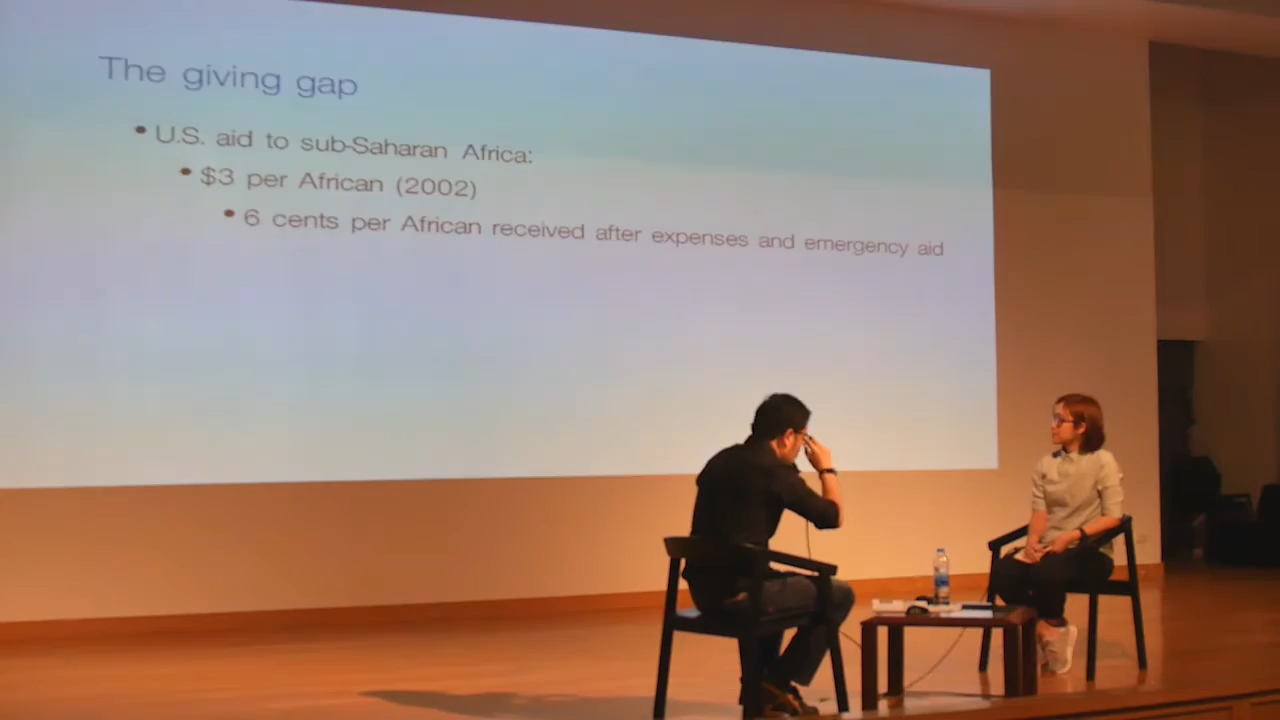 The giving gap
• U.S. aid to sub-Saharan Africa:
• $3 per African (2002)
• 6 cents per African received after expenses and emergency aid